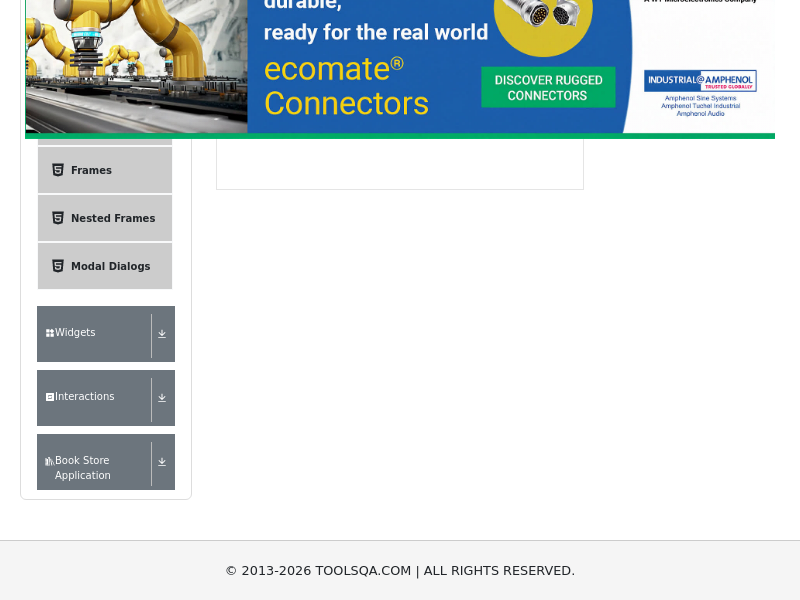 durable,
ready for the real world
ecomate®
Connectors
DISCOVER RUGGED
CONNECTORS
INDUSTRIAL@AMPHENOL
TRUSTED GLOBALLY
Amphenol Sine Systems
Amphenol Tuchel Industrial
Amphenol Audio
Frames
Nested Frames
Modal Dialogs
Widgets
Interactions
Book Store
Application
© 2013-2026 TOOLSQA.COM | ALL RIGHTS RESERVED.